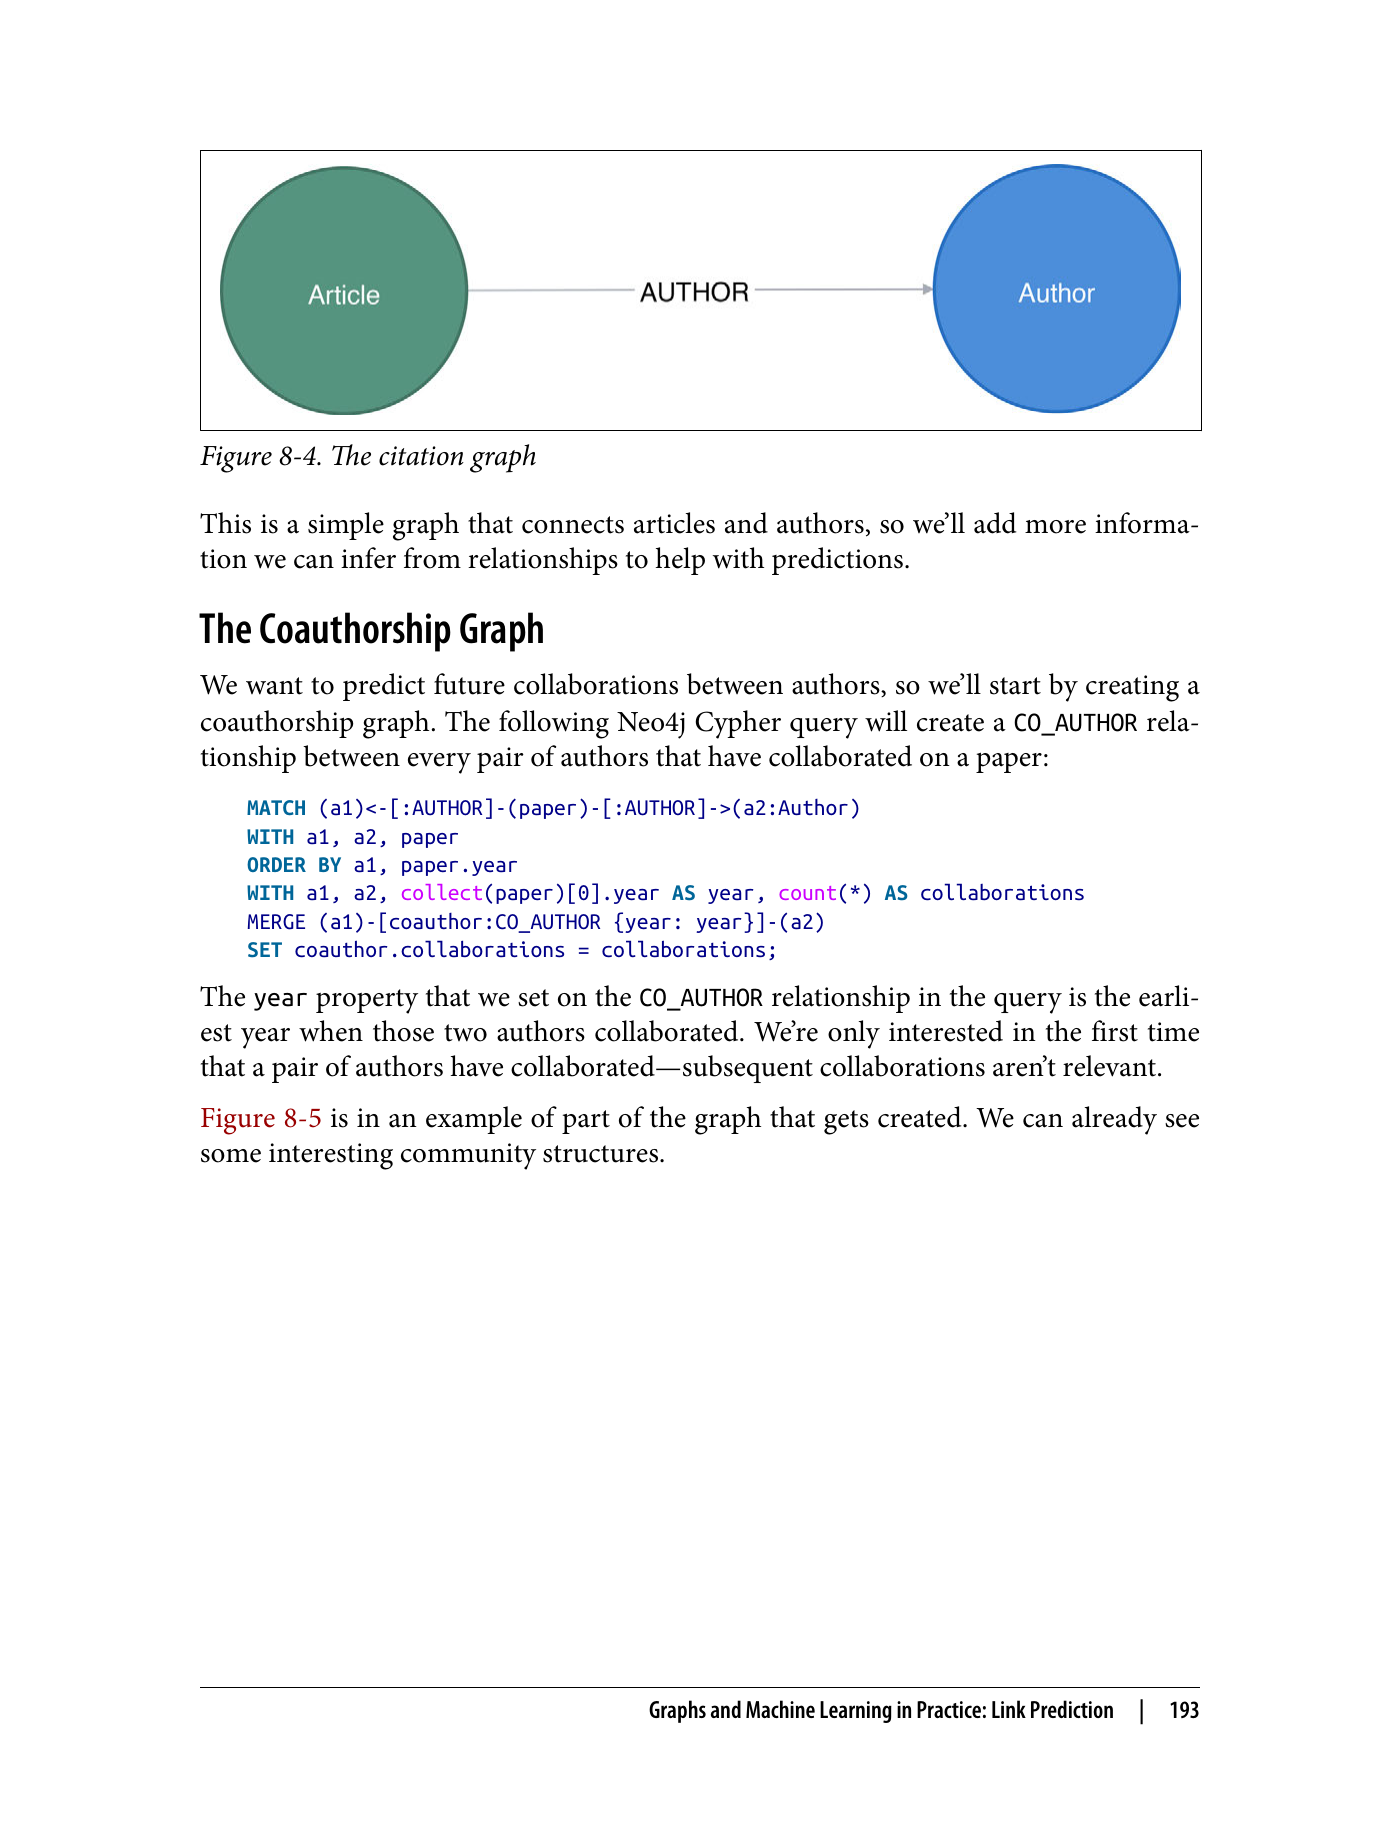 Article
AUTHOR
Author
Figure 8-4. The citation graph
This is a simple graph that connects articles and authors, so we’ll add more informa-
tion we can infer from relationships to help with predictions.
The Coauthorship Graph
We want to predict future collaborations between authors, so we’ll start by creating a
coauthorship graph. The following Neo4j Cypher query will create a CO_AUTHOR rela-
tionship between every pair of authors that have collaborated on a paper:
MATCH (a1)<-[:AUTHOR]-(paper)-[:AUTHOR]->(a2:Author)
WITH a1, a2, paper
ORDER BY a1, paper.year
WITH a1, a2, collect(paper)[0].year AS year, count(*) AS collaborations
MERGE (a1)-[coauthor:CO_AUTHOR {year: year}]-(a2)
SET coauthor.collaborations = collaborations;
The year property that we set on the CO_AUTHOR relationship in the query is the earli-
est year when those two authors collaborated. We’re only interested in the first time
that a pair of authors have collaborated—subsequent collaborations aren’t relevant.
Figure 8-5 is in an example of part of the graph that gets created. We can already see
some interesting community structures.
Graphs and Machine Learning in Practice: Link Prediction | 193